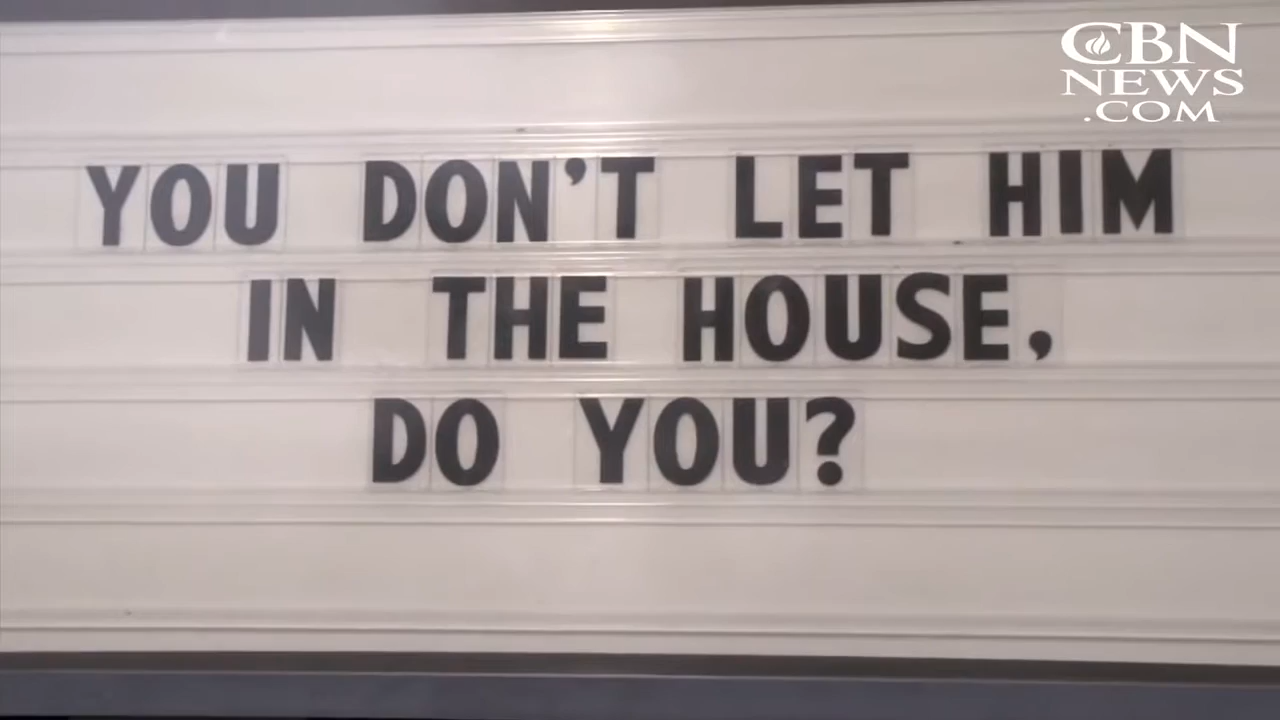 CBN
NEWS
.COM
YOU DON'T LET HIM
IN THE HOUSE,
DO YOU?